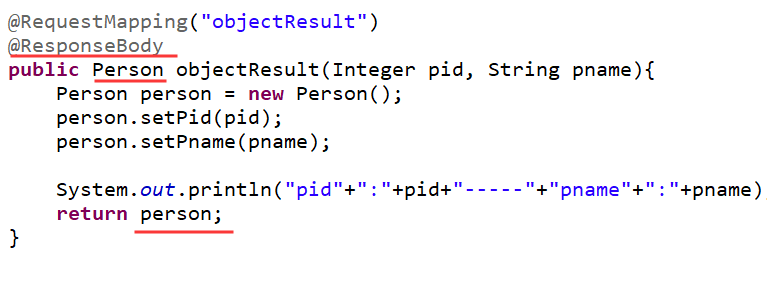 @RequestMapping("objectResult")
@ResponseBody
public Person objectResult(Integer pid, String pname){
    Person person = new Person();
    person.setPid(pid);
    person.setPname(pname);
    System.out.println("pid"+":"+pid+"-----"+"pname"+":"+pname)
    return person;
}